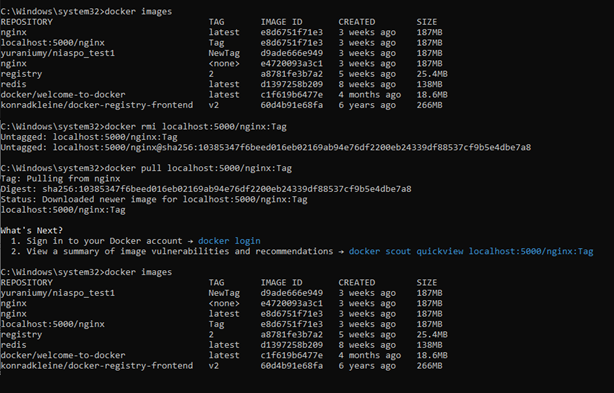 C:\Windows\system32>docker images
REPOSITORY TAG IMAGE ID CREATED SIZE
nginx latest e8d6751f71e3 3 weeks ago 187MB
localhost:5000/nginx Tag e8d6751f71e3 3 weeks ago 187MB
yuraniumy/niaspo_test1 NewTag d9ade666e949 3 weeks ago 187MB
nginx <none> e4720093a3c1 3 weeks ago 187MB
registry 2 a8781fe3b7a2 5 weeks ago 25.4MB
redis latest d1397258b209 8 weeks ago 138MB
docker/welcome-to-docker latest c1f619b6477e 4 months ago 18.6MB
konradkleine/docker-registry-frontend v2 60d4b91e68fa 6 years ago 266MB
C:\Windows\system32>docker rmi localhost:5000/nginx:Tag
Untagged: localhost:5000/nginx:Tag
Untagged: localhost:5000/nginx@sha256:10385347f6beed016eb02169ab94e76df2200eb24339df88537cf9b5e4dbe7a8
C:\Windows\system32>docker pull localhost:5000/nginx:Tag
Tag: Pulling from nginx
Digest: sha256:10385347f6beed016eb02169ab94e76df2200eb24339df88537cf9b5e4dbe7a8
Status: Downloaded newer image for localhost:5000/nginx:Tag
localhost:5000/nginx:Tag
What's Next?
1. Sign in to your Docker account → docker login
2. View a summary of image vulnerabilities and recommendations → docker scout quickview localhost:5000/nginx:Tag
C:\Windows\system32>docker images
REPOSITORY TAG IMAGE ID CREATED SIZE
yuraniumy/niaspo_test1 NewTag d9ade666e949 3 weeks ago 187MB
nginx <none> e4720093a3c1 3 weeks ago 187MB
nginx latest e8d6751f71e3 3 weeks ago 187MB
localhost:5000/nginx Tag e8d6751f71e3 3 weeks ago 187MB
registry 2 a8781fe3b7a2 5 weeks ago 25.4MB
redis latest d1397258b209 8 weeks ago 138MB
docker/welcome-to-docker latest c1f619b6477e 4 months ago 18.6MB
konradkleine/docker-registry-frontend v2 60d4b91e68fa 6 years ago 266MB